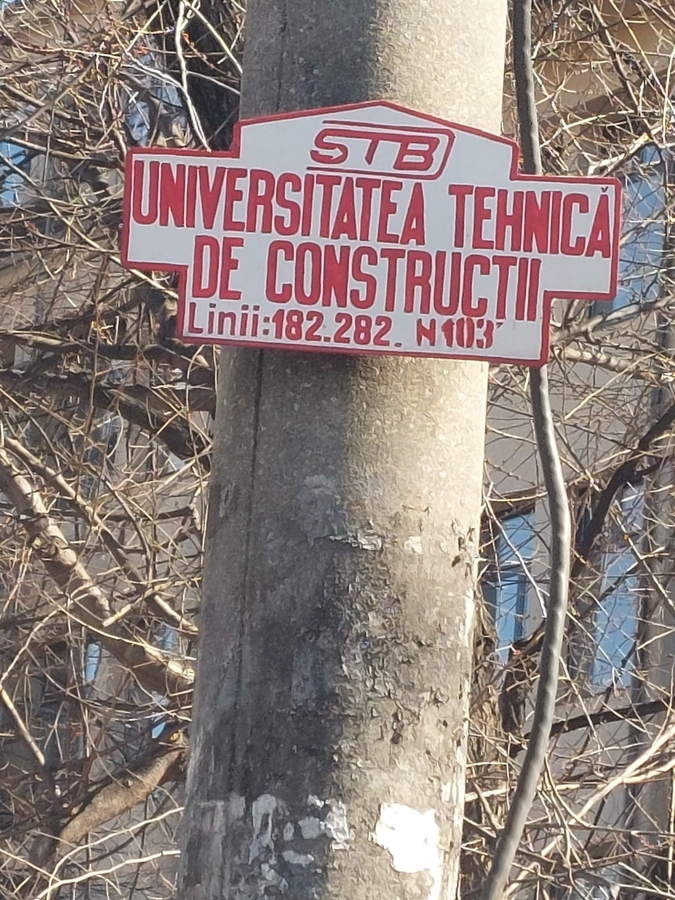 STB
UNIVERSITATEA TEHNICĂ
DE CONSTRUCTII
Linii:182.282. N103